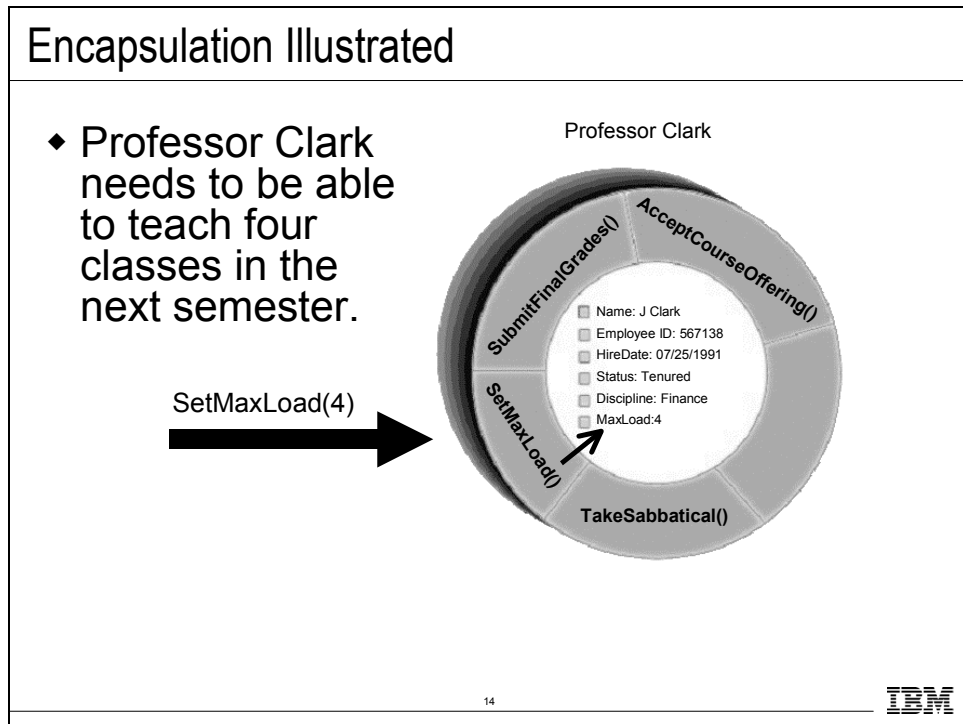 Encapsulation Illustrated
◆ Professor Clark
needs to be able
to teach four
classes in the
next semester.
SetMaxLoad(4)
Professor Clark
SubmitFinalGrades()
AcceptCourseOffering()
Name: J Clark
Employee ID: 567138
HireDate: 07/25/1991
Status: Tenured
Discipline: Finance
MaxLoad:4
SetMaxLoad()
TakeSabbatical()
14
IBM